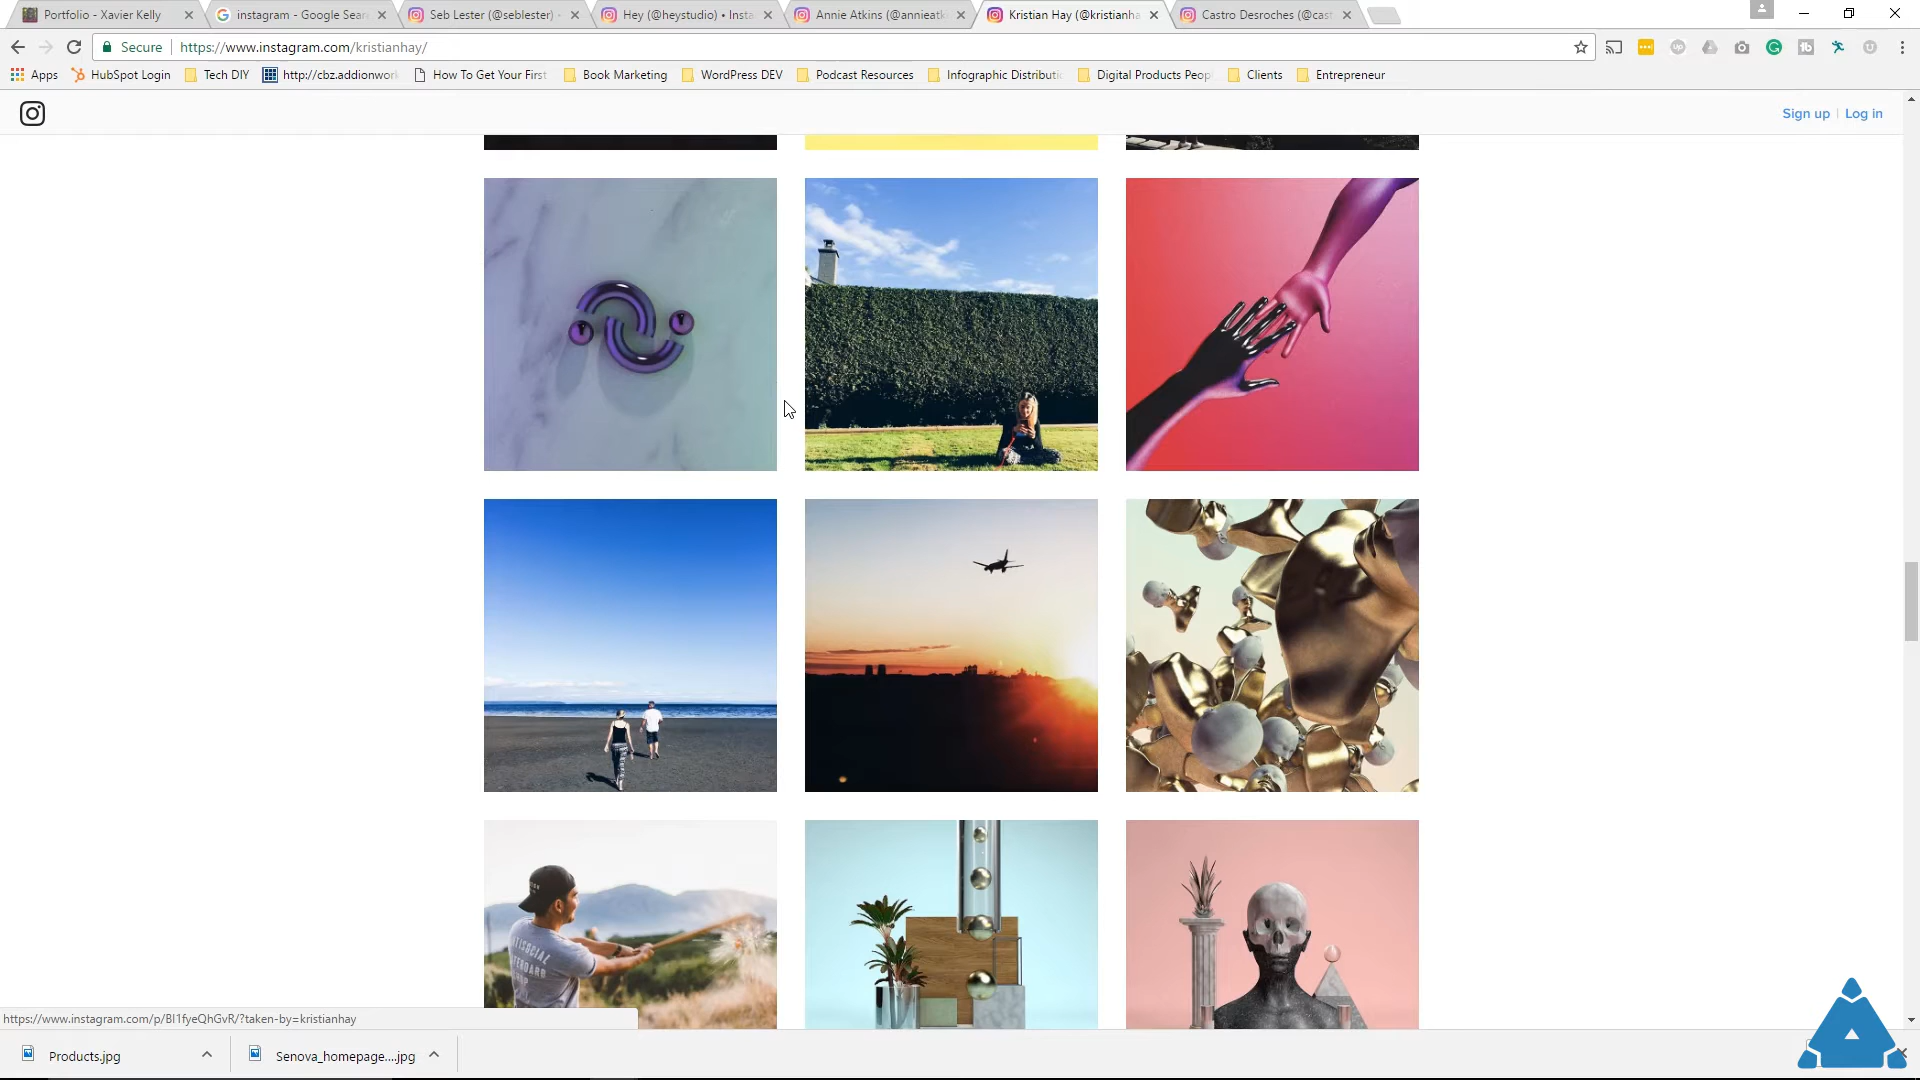 Portfolio - Xavier Kelly
instagram - Google Sear
Seb Lester (@seblester) -
Hey (@heystudio) • Insta
Annie Atkins (@annieatk
Kristian Hay (@kristianha
Castro Desroches (@cast
Secure
https://www.instagram.com/kristianhay/
Apps
HubSpot Login
Tech DIY
http://cbz.addionwork
How To Get Your First
Book Marketing
WordPress DEV
Podcast Resources
Infographic Distributi
Digital Products Peop
Clients
Entrepreneur
Sign up
Log in
https://www.instagram.com/p/BI1fyeQhGvR/?taken-by=kristianhay
Products.jpg
Senova_homepage....jpg